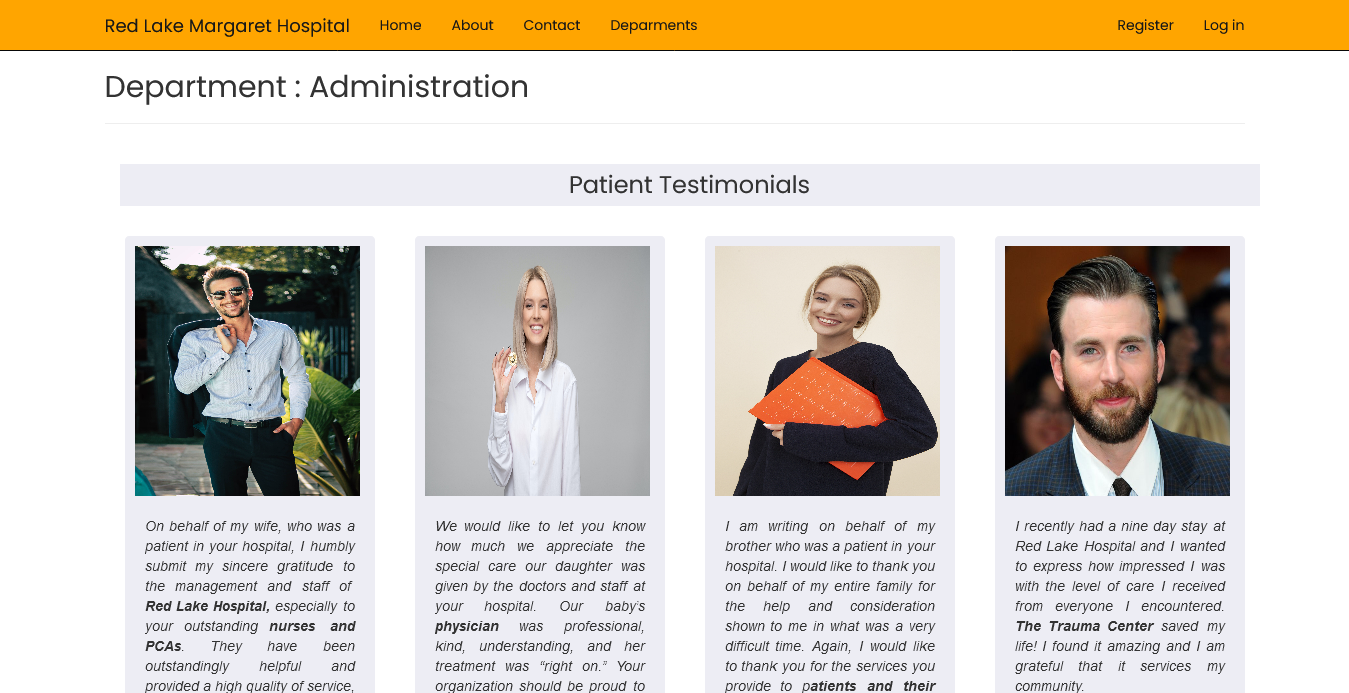 Red Lake Margaret Hospital Home About Contact Deparments Register Log in
Department : Administration
Patient Testimonials
On behalf of my wife, who was a
patient in your hospital, I humbly
submit my sincere gratitude to
the management and staff of
Red Lake Hospital, especially to
your outstanding nurses and
PCAs. They have been
outstandingly helpful and
provided a high quality of service,
We would like to let you know
how much we appreciate the
special care our daughter was
given by the doctors and staff at
your hospital. Our baby's
physician was professional,
kind, understanding, and her
treatment was “right on.” Your
organization should be proud to
I am writing on behalf of my
brother who was a patient in your
hospital. I would like to thank you
on behalf of my entire family for
the help and consideration
shown to me in what was a very
difficult time. Again, I would like
to thank you for the services you
provide to patients and their
I recently had a nine day stay at
Red Lake Hospital and I wanted
to express how impressed I was
with the level of care I received
from everyone I encountered.
The Trauma Center saved my
life! I found it amazing and I am
grateful that it services my
community.